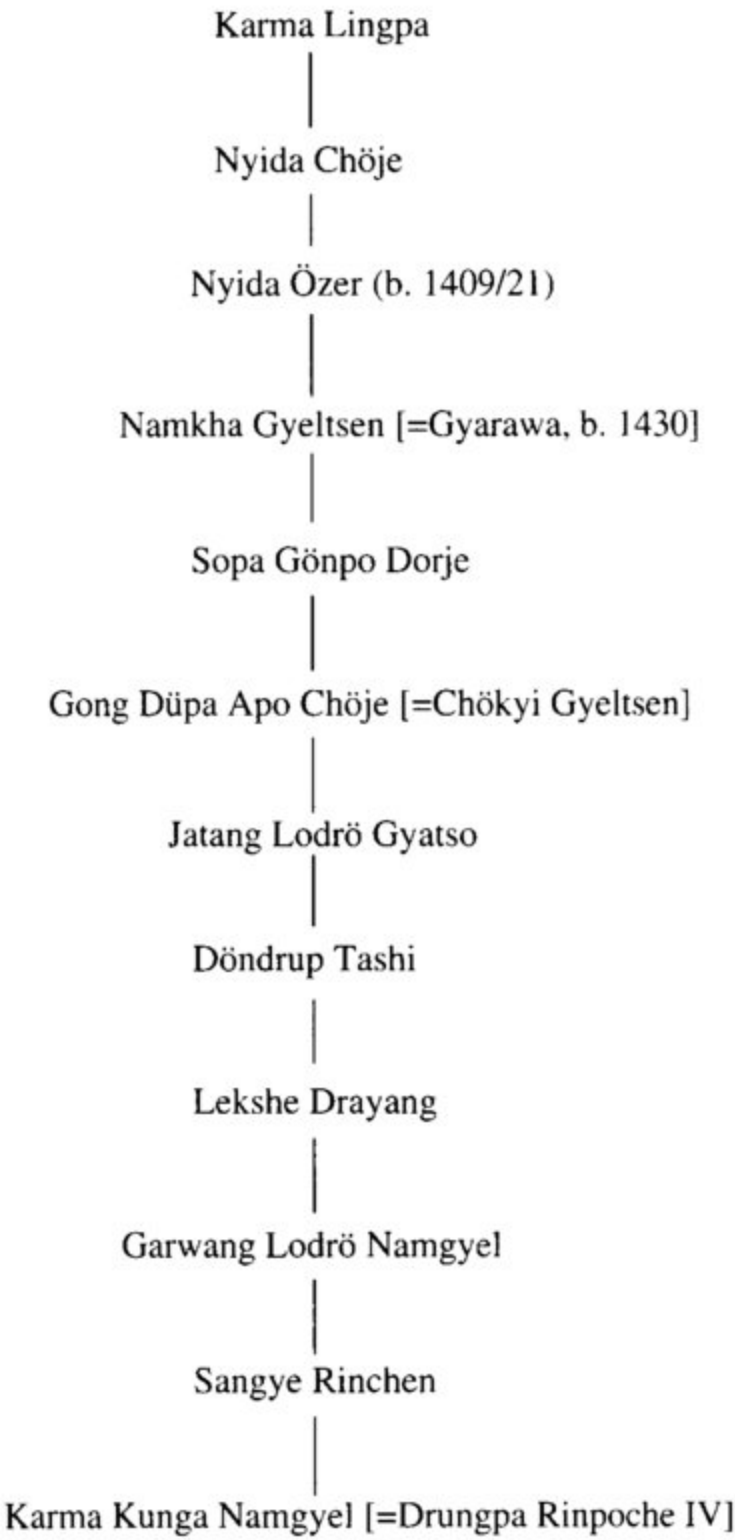 Karma Lingpa
Nyida Chöje
Nyida Özer (b. 1409/21)
Namkha Gyeltsen [=Gyarawa, b. 1430]
Sopa Gönpo Dorje
Gong Düpa Apo Chöje [=Chökyi Gyeltsen]
Jatang Lodrö Gyatso
Döndrup Tashi
Lekshe Drayang
Garwang Lodrö Namgyel
Sangye Rinchen
Karma Kunga Namgyel [=Drungpa Rinpoche IV]